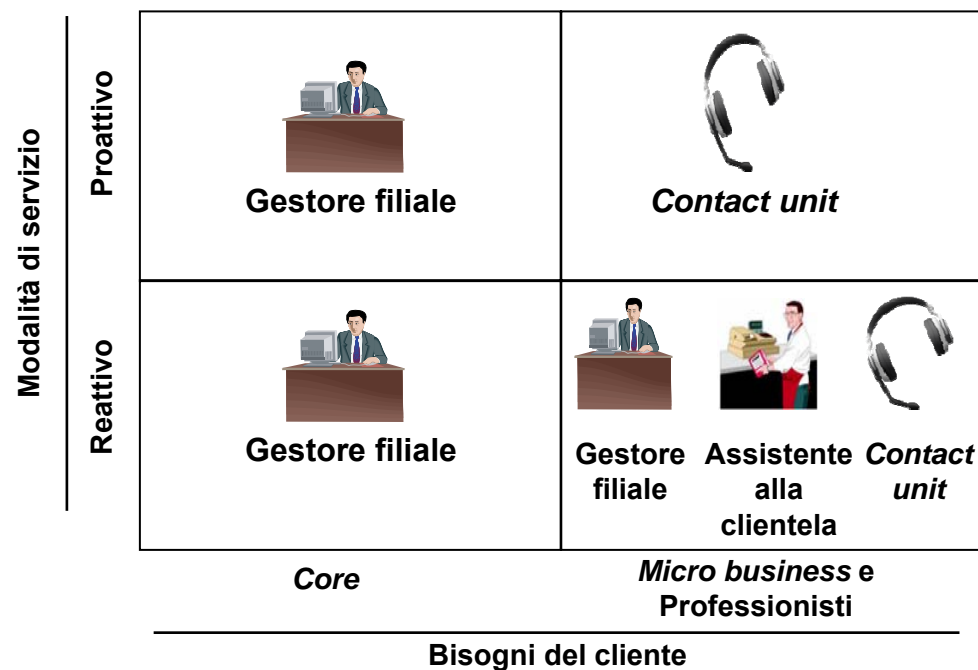 Modalità di servizio
Proattivo
Gestore filiale
Contact unit
Reattivo
Gestore filiale
Gestore
filiale
Assistente
alla
clientela
Contact
unit
Core
Micro business e
Professionisti
Bisogni del cliente